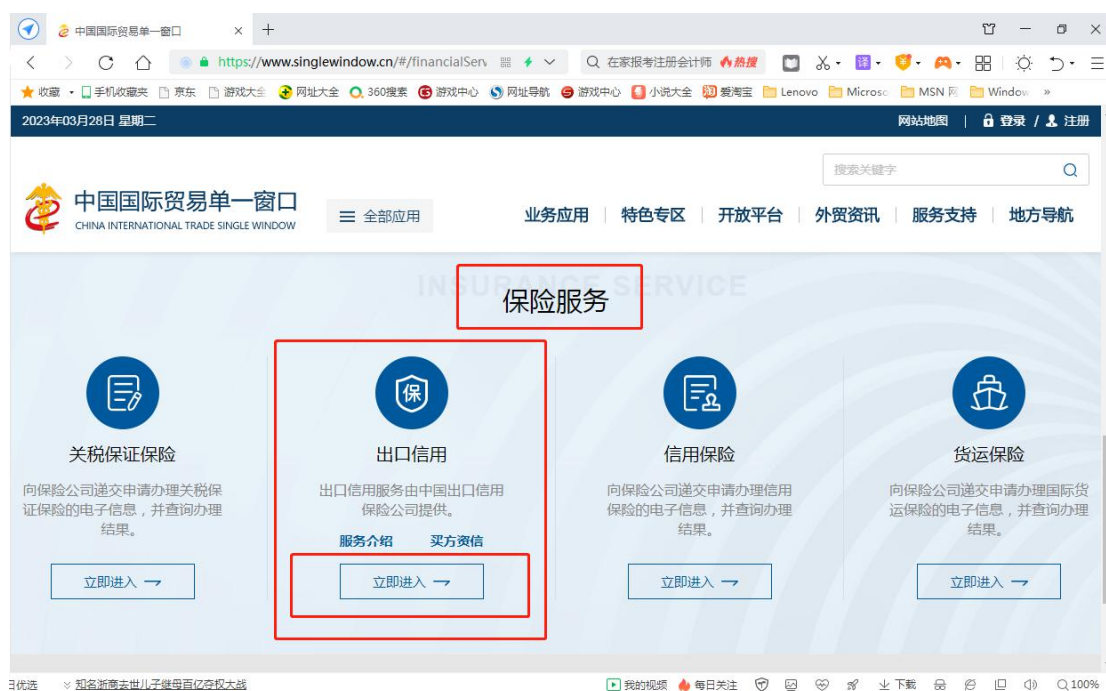 中国国际贸易单一窗口
https://www.singlewindow.cn/#/financialServ
在家报考注册会计师 热搜
收藏 手机收藏夹 京东 游戏大全 网址大全 360搜索 游戏中心 网址导航 游戏中心 小说大全 爱淘宝 Lenovo Microso MSN 网 Window »
2023年03月28日 星期二
网站地图 | 登录 / 注册
搜索关键字
中国国际贸易单一窗口
CHINA INTERNATIONAL TRADE SINGLE WINDOW
全部应用
业务应用 特色专区 开放平台 外贸资讯 服务支持 地方导航
INSURANCE SERVICE
保险服务
关税保证保险
向保险公司递交申请办理关税保
证保险的电子信息，并查询办理
结果。
立即进入
出口信用
出口信用服务由中国出口信用
保险公司提供。
服务介绍 买方资信
立即进入
信用保险
向保险公司递交申请办理信用
保险的电子信息，并查询办理
结果。
立即进入
货运保险
向保险公司递交申请办理国际货
运保险的电子信息，并查询办理
结果。
立即进入
日优选 知名浙商去世儿子继母百亿夺权大战 我的视频 每日关注 下载 100%